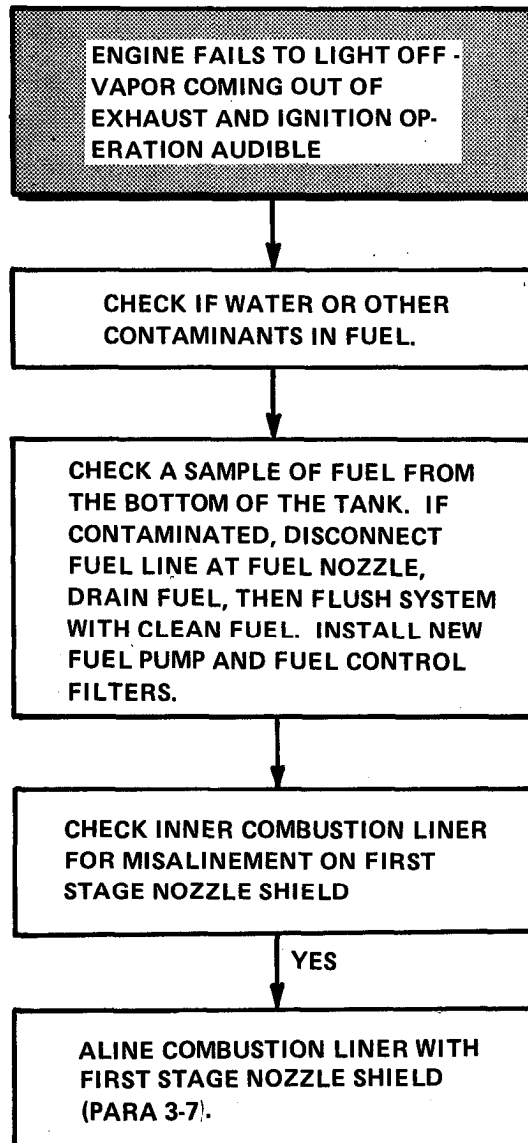 ENGINE FAILS TO LIGHT OFF -
VAPOR COMING OUT OF
EXHAUST AND IGNITION OP-
ERATION AUDIBLE
CHECK IF WATER OR OTHER
CONTAMINANTS IN FUEL.
CHECK A SAMPLE OF FUEL FROM
THE BOTTOM OF THE TANK. IF
CONTAMINATED, DISCONNECT
FUEL LINE AT FUEL NOZZLE,
DRAIN FUEL, THEN FLUSH SYSTEM
WITH CLEAN FUEL. INSTALL NEW
FUEL PUMP AND FUEL CONTROL
FILTERS.
CHECK INNER COMBUSTION LINER
FOR MISALINEMENT ON FIRST
STAGE NOZZLE SHIELD
YES
ALINE COMBUSTION LINER WITH
FIRST STAGE NOZZLE SHIELD
(PARA 3-7).